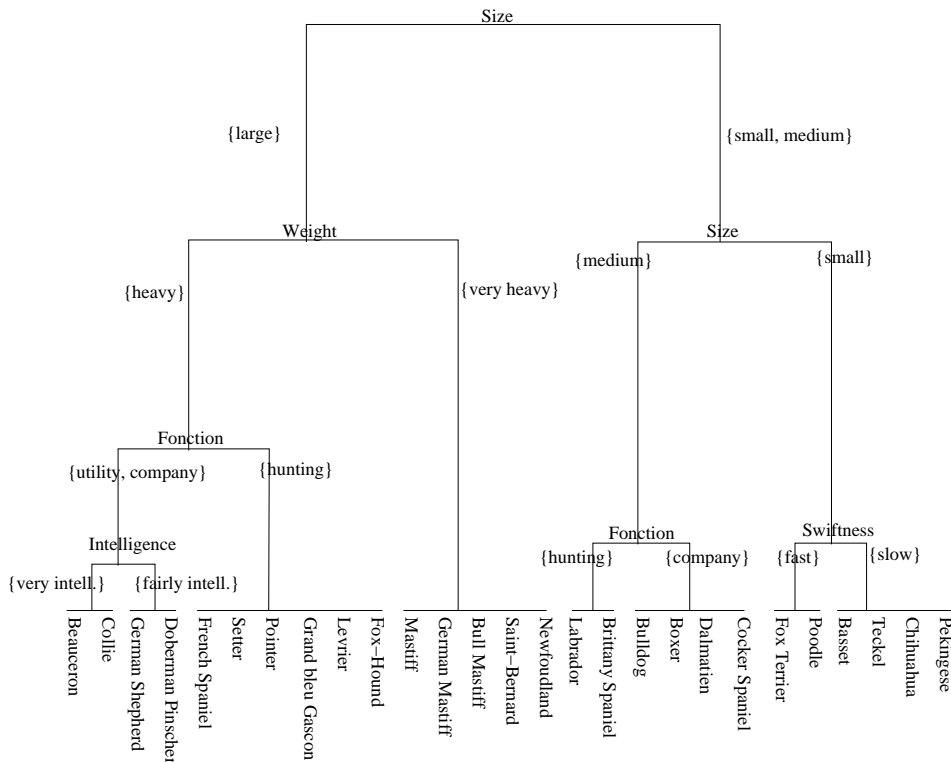 Size
{large}
{small, medium}
Weight
Size
{medium}
{small}
{heavy}
{very heavy}
Fonction
{utility, company}
{hunting}
Intelligence
Fonction
Swiftness
{hunting}
{company}
{fast}
{slow}
{very intell.}
{fairly intell.}
Beauceron
Collie
German Shepherd
Doberman Pinscher
French Spaniel
Setter
Pointer
Grand bleu Gascon
Levrier
Fox−Hound
Mastiff
German Mastiff
Bull Mastiff
Saint−Bernard
Newfoundland
Labrador
Brittany Spaniel
Bulldog
Boxer
Dalmatien
Cocker Spaniel
Fox Terrier
Poodle
Basset
Teckel
Chihuahua
Pekingese